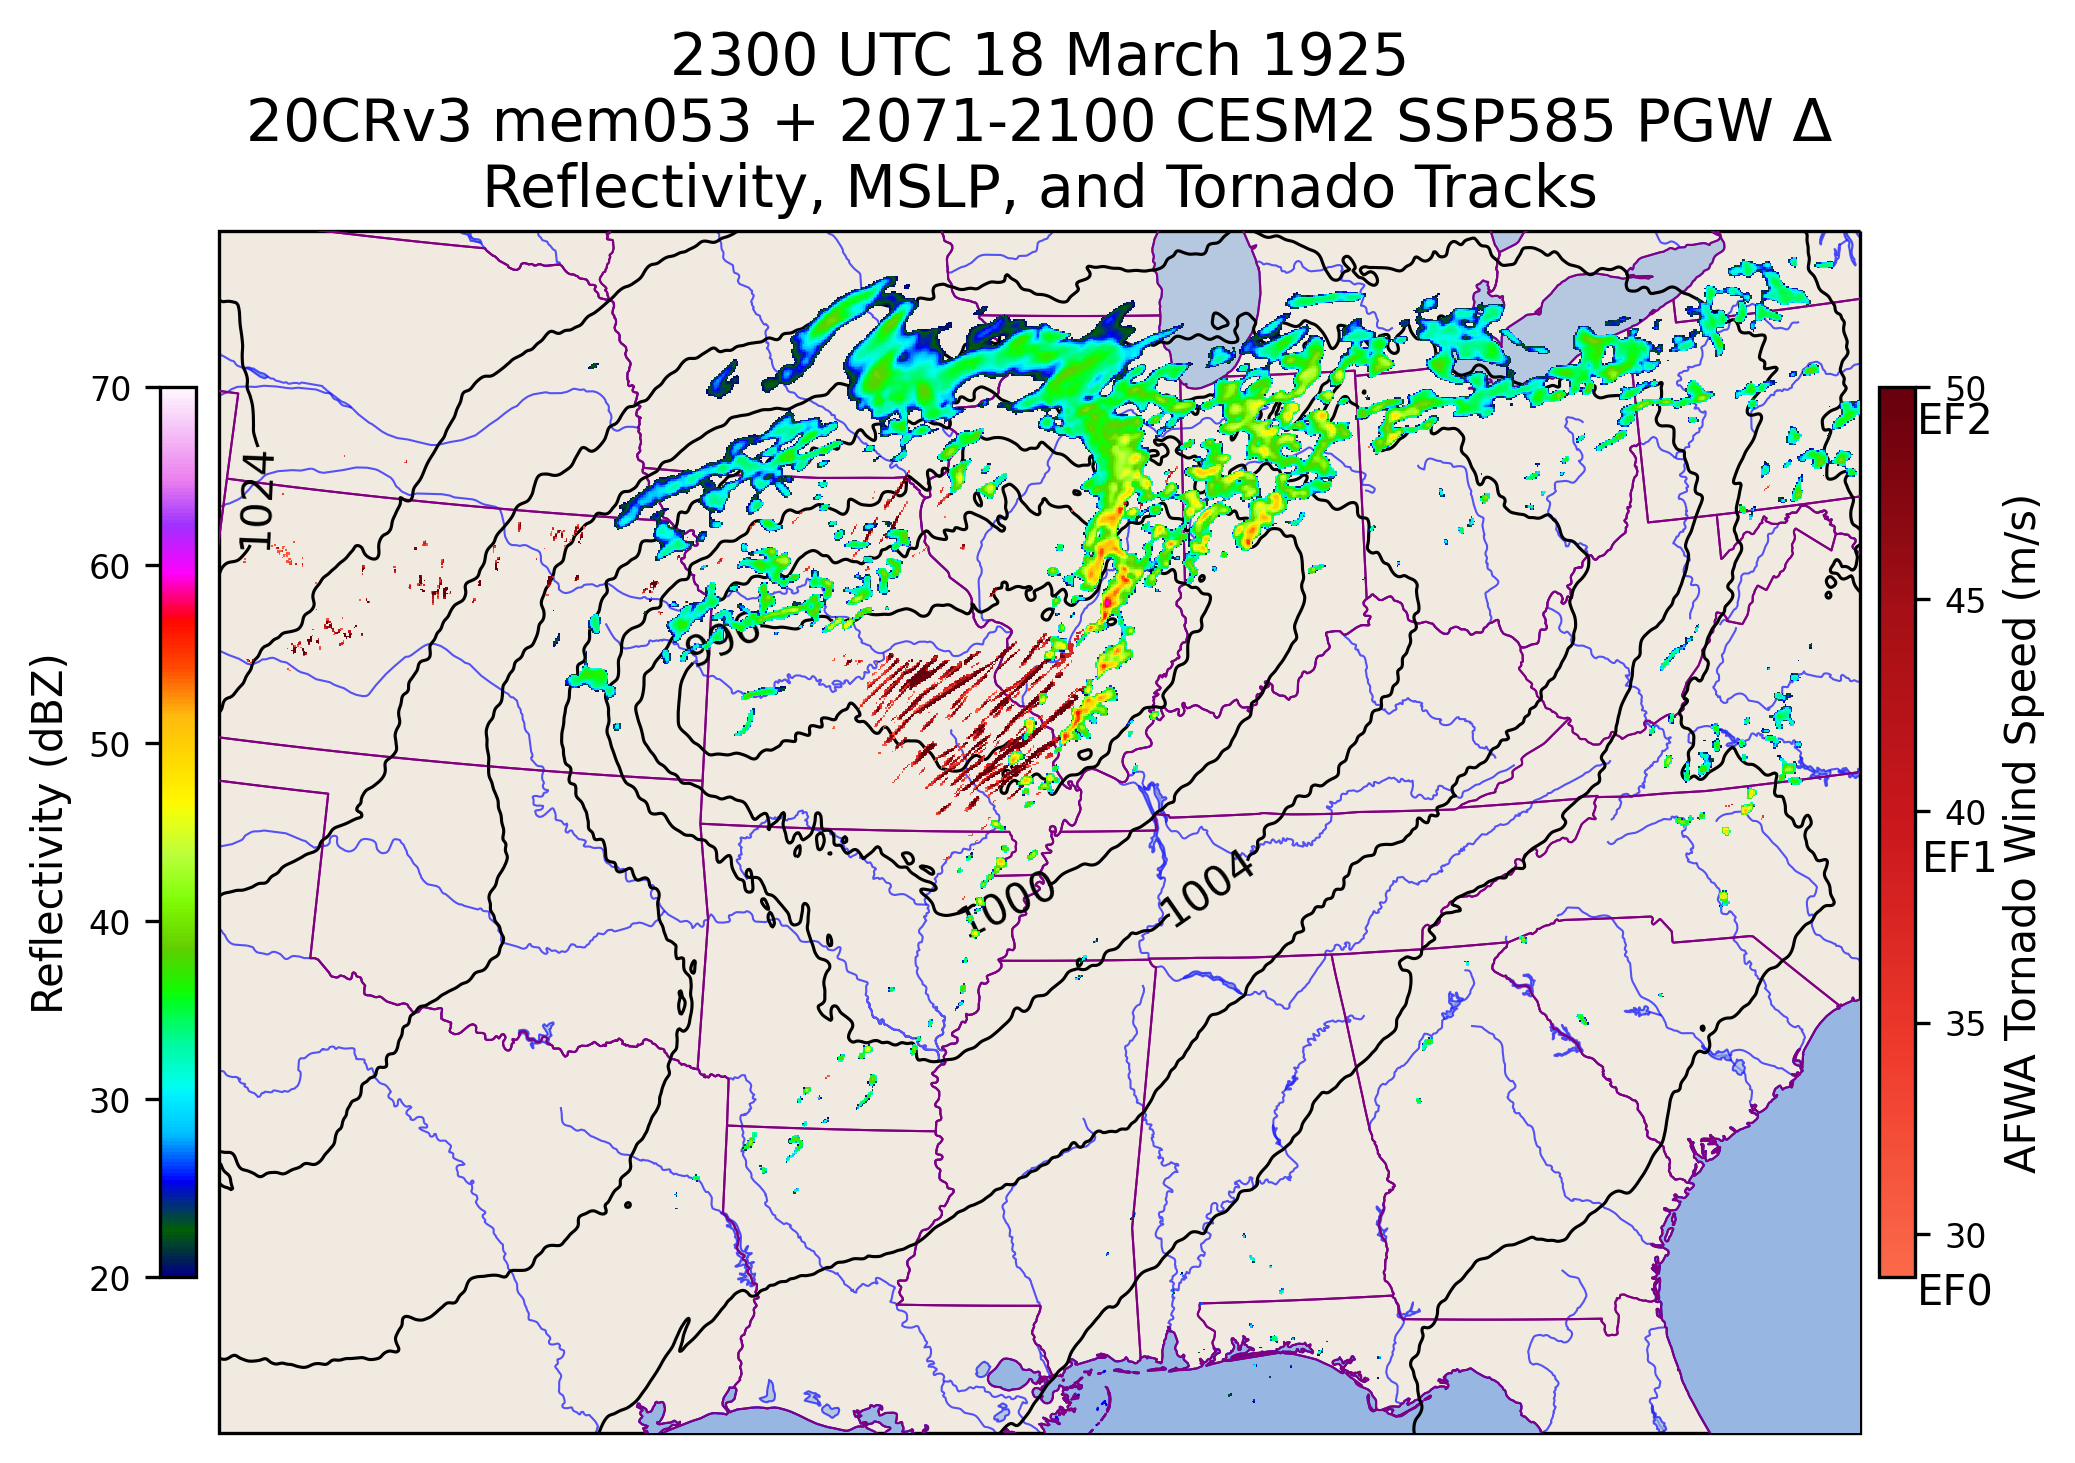 2300 UTC 18 March 1925
20CRv3 mem053 + 2071-2100 CESM2 SSP585 PGW Δ
Reflectivity, MSLP, and Tornado Tracks
Reflectivity (dBZ)
70
60
50
40
30
20
1024
996
1000
1004
50
EF2
45
40
EF1
35
30
EF0
AFWA Tornado Wind Speed (m/s)